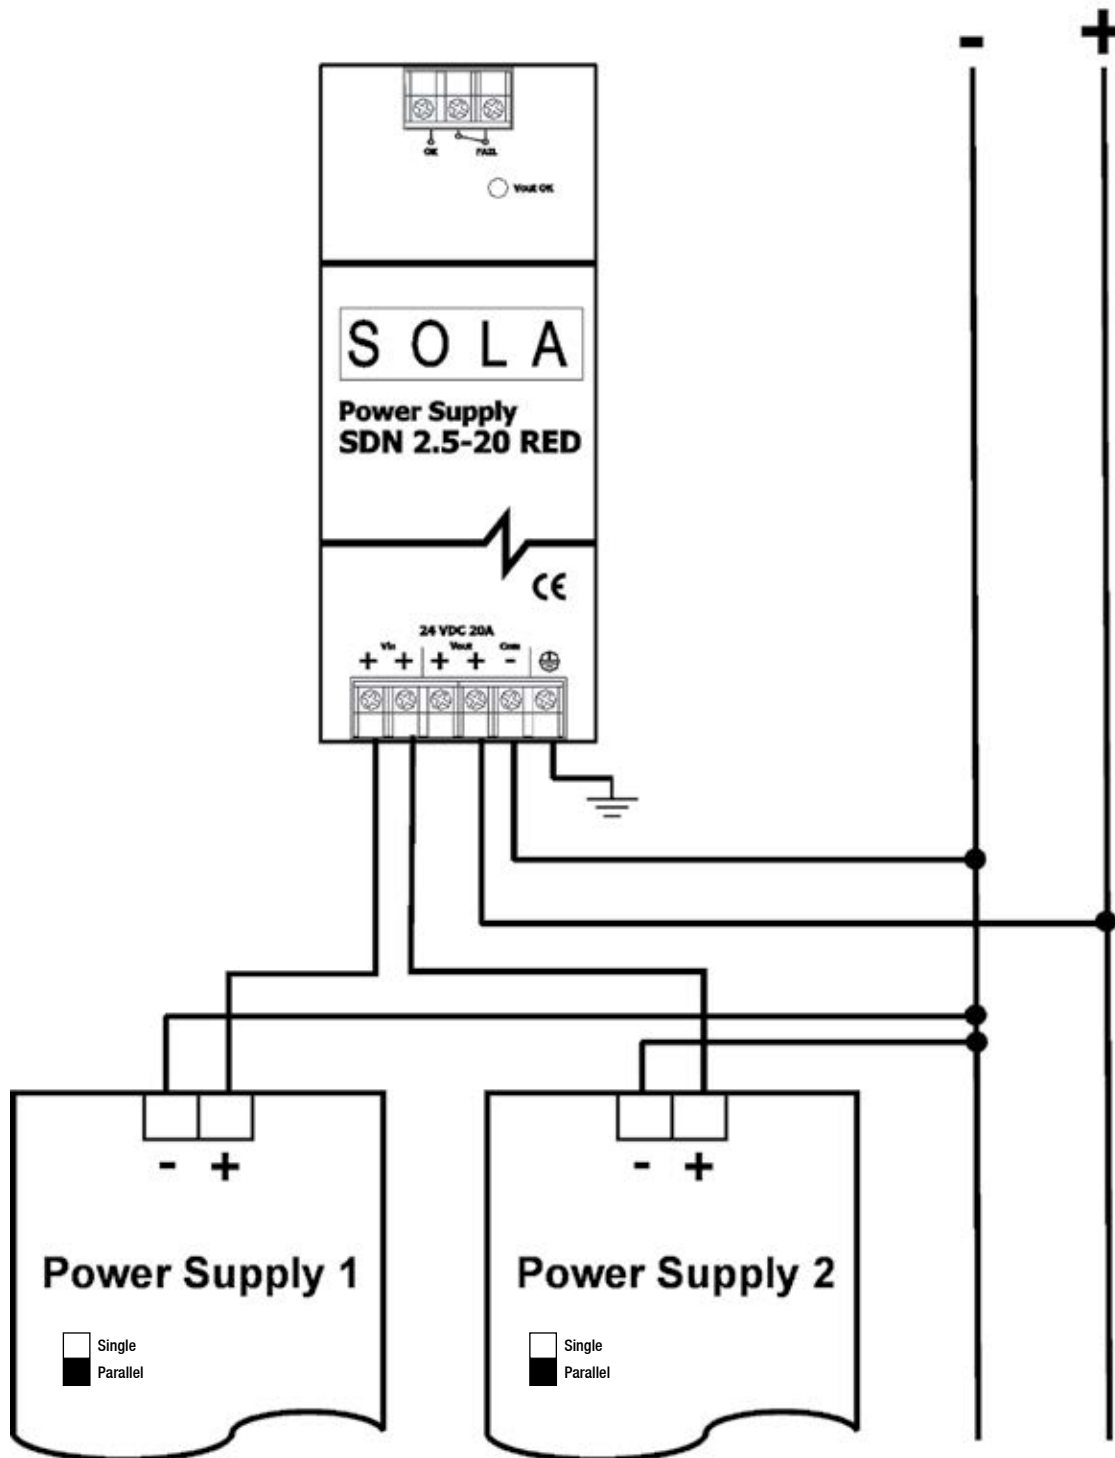 - +
OK FAIL
Vout OK
S O L A
Power Supply
SDN 2.5-20 RED
CE
24 VDC 20A
Vin Vout Com
+ + + + -
- +
Power Supply 1
Single
Parallel
- +
Power Supply 2
Single
Parallel